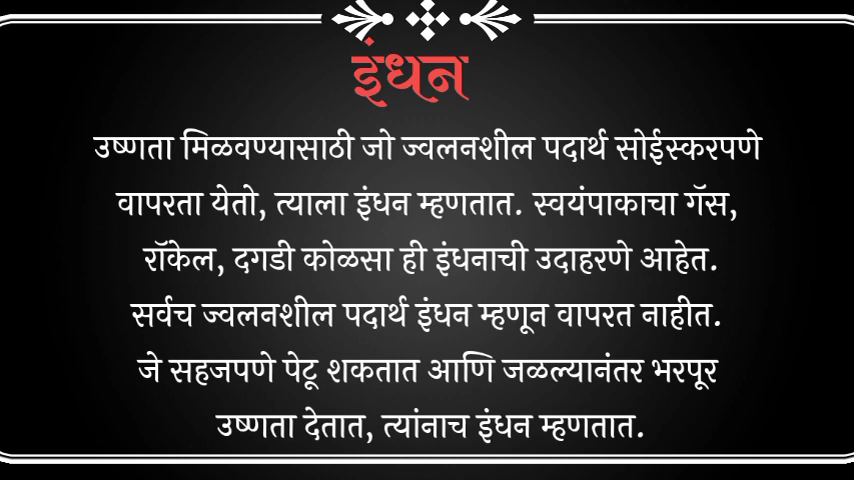 इंधन
उष्णता मिळवण्यासाठी जो ज्वलनशील पदार्थ सोईस्करपणे
वापरता येतो, त्याला इंधन म्हणतात. स्वयंपाकाचा गॅस,
रॉकेल, दगडी कोळसा ही इंधनाची उदाहरणे आहेत.
सर्वच ज्वलनशील पदार्थ इंधन म्हणून वापरत नाहीत.
जे सहजपणे पेटू शकतात आणि जळल्यानंतर भरपूर
उष्णता देतात, त्यांनाच इंधन म्हणतात.